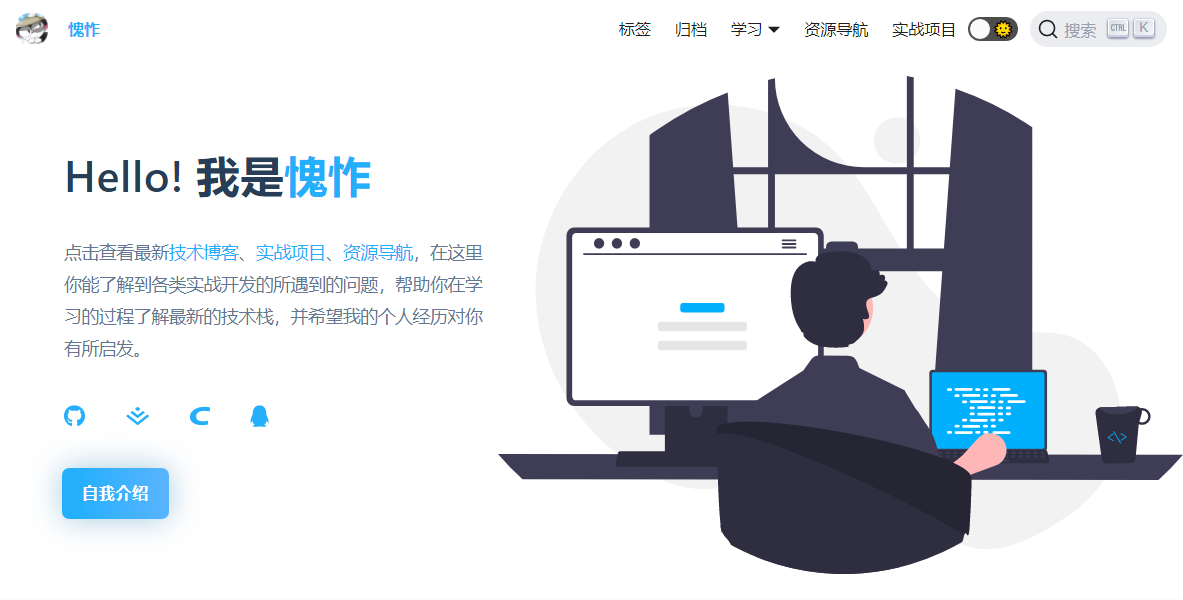 愧怍
标签 归档 学习 资源导航 实战项目 搜索 CTRL K
Hello! 我是愧怍
点击查看最新技术博客、实战项目、资源导航，在这里
你能了解到各类实战开发的所遇到的问题，帮助你在学
习的过程了解最新的技术栈，并希望我的个人经历对你
有所启发。
自我介绍
<\>